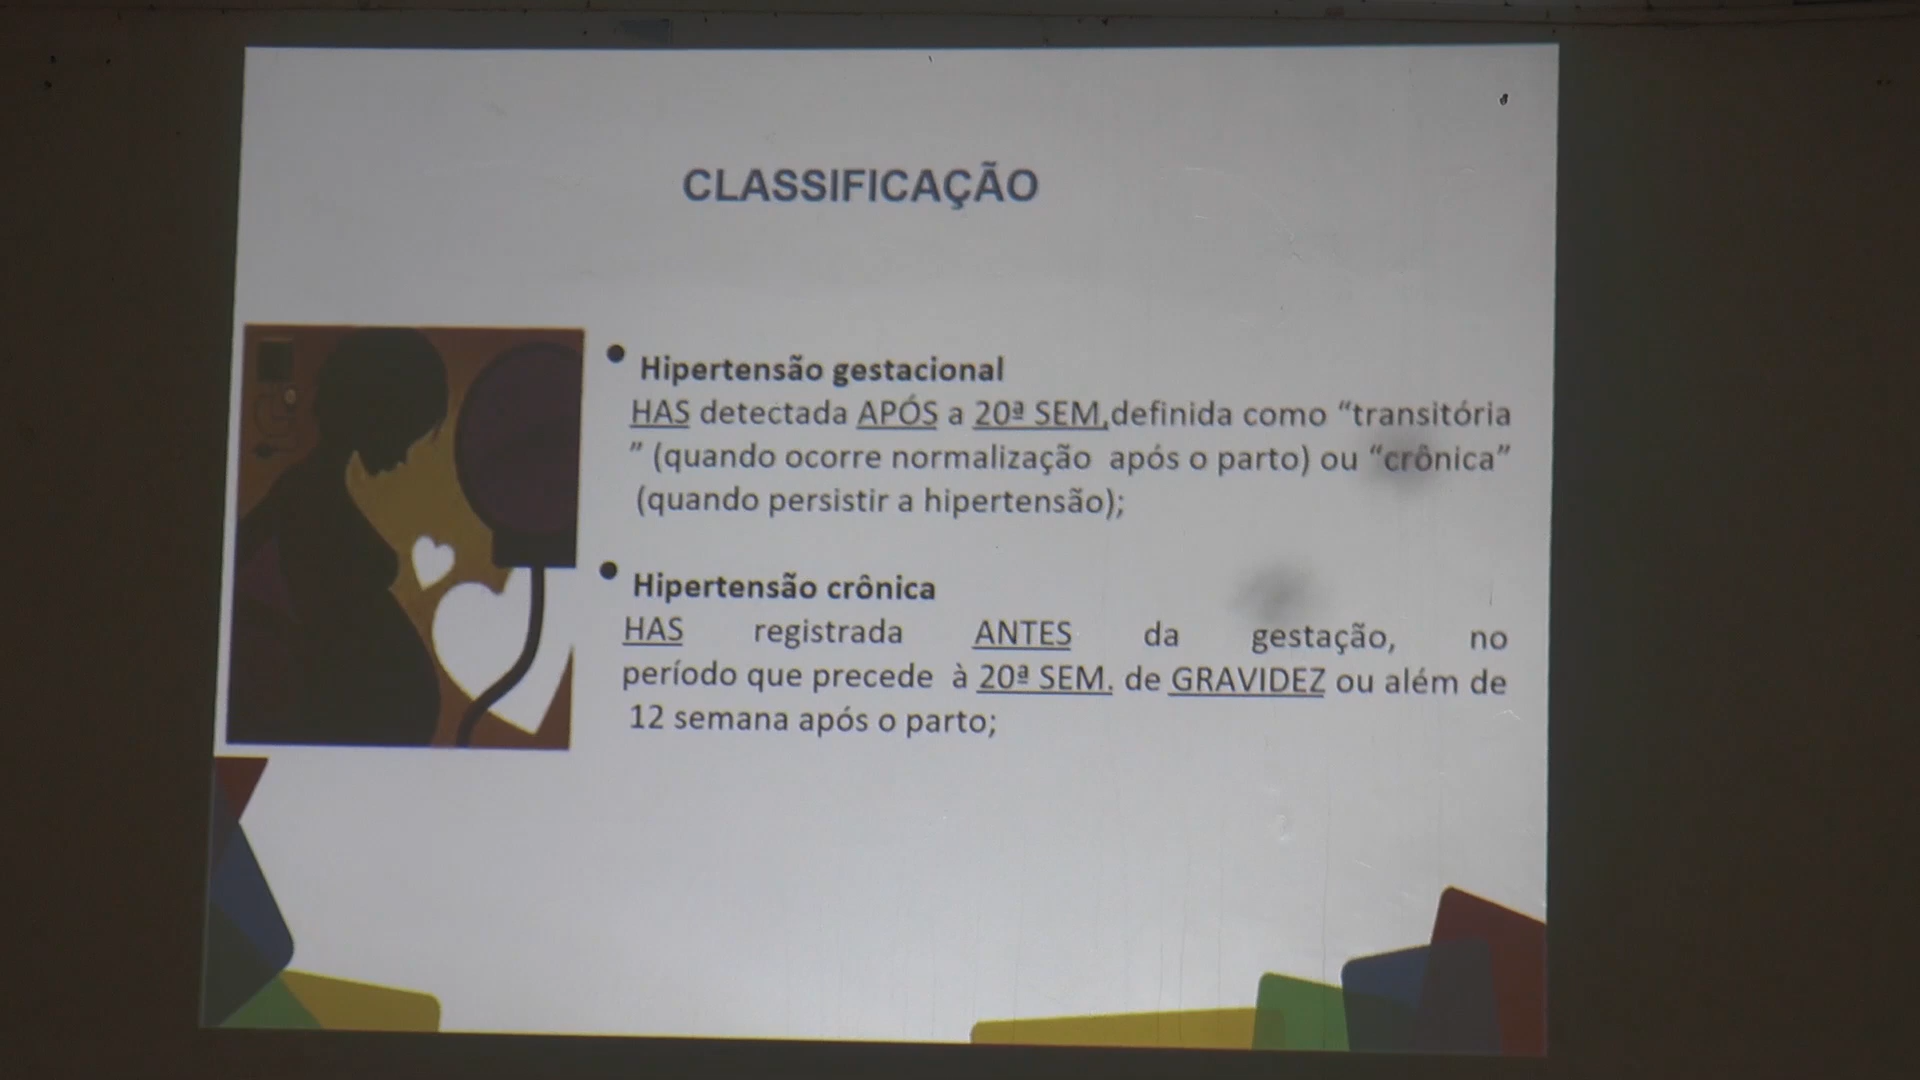 CLASSIFICAÇÃO
• Hipertensão gestacional
HAS detectada APÓS a 20ª SEM,definida como “transitória
” (quando ocorre normalização após o parto) ou “crônica”
(quando persistir a hipertensão);
• Hipertensão crônica
HAS registrada ANTES da gestação, no
período que precede à 20ª SEM. de GRAVIDEZ ou além de
12 semana após o parto;